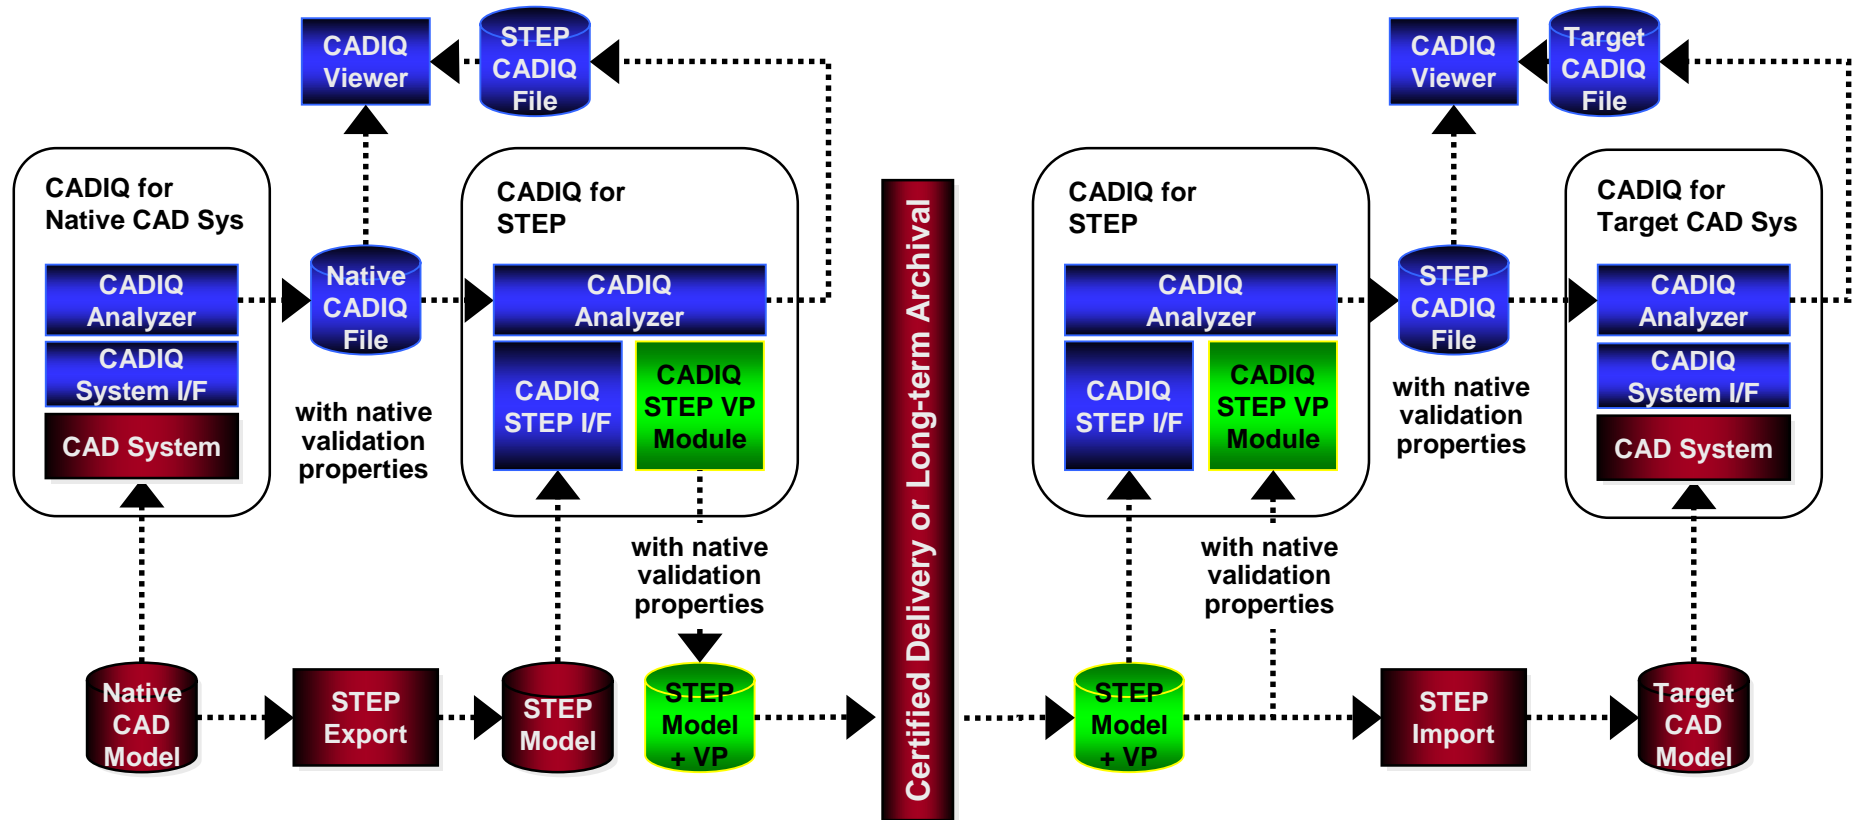 CADIQ
Viewer
STEP
CADIQ
File
CADIQ
Viewer
Target
CADIQ
File
CADIQ for
Native CAD Sys
CADIQ
Analyzer
CADIQ
System I/F
CAD System
Native
CADIQ
File
with native
validation
properties
CADIQ for
STEP
CADIQ
Analyzer
CADIQ
STEP I/F
CADIQ
STEP VP
Module
with native
validation
properties
Native
CAD
Model
STEP
Export
STEP
Model
STEP
Model
+ VP
Certified Delivery or Long-term Archival
CADIQ for
STEP
CADIQ
Analyzer
CADIQ
STEP I/F
CADIQ
STEP VP
Module
with native
validation
properties
STEP
CADIQ
File
with native
validation
properties
CADIQ for
Target CAD Sys
CADIQ
Analyzer
CADIQ
System I/F
CAD System
STEP
Model
+ VP
STEP
Import
Target
CAD
Model